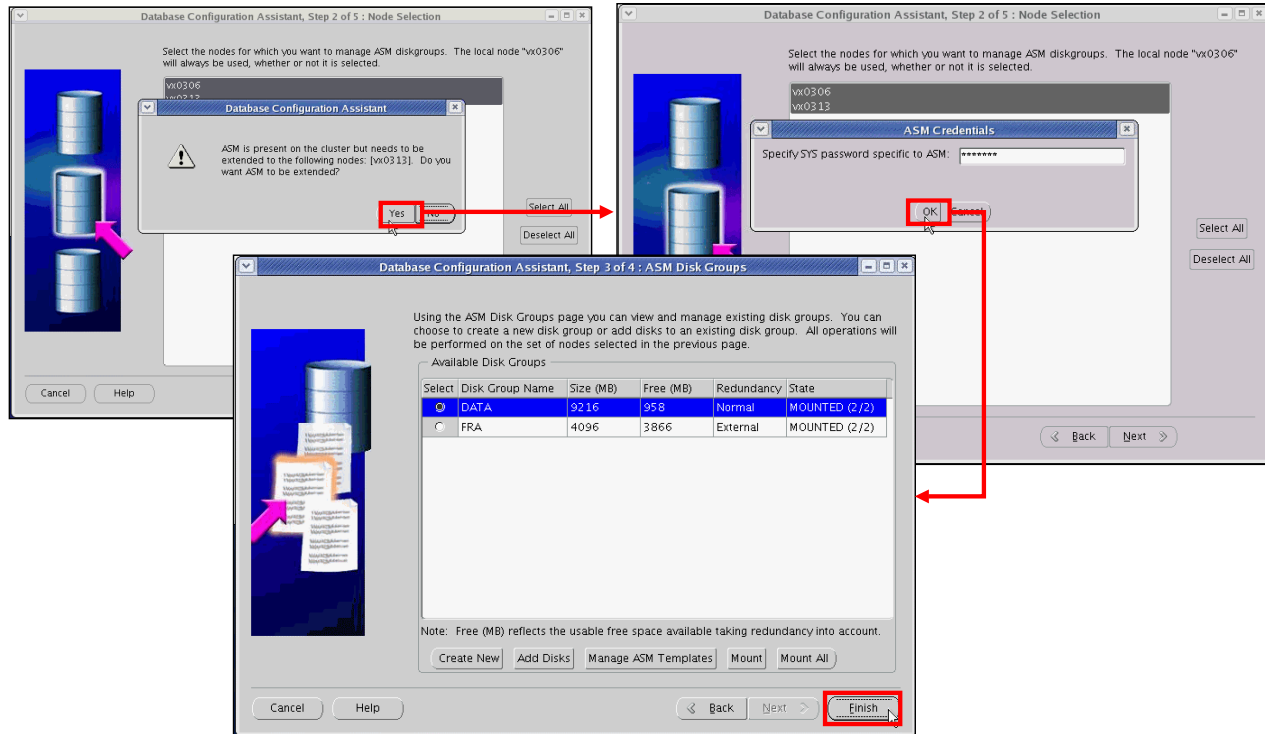 Database Configuration Assistant, Step 2 of 5 : Node Selection
Select the nodes for which you want to manage ASM diskgroups. The local node "vx0306"
will always be used, whether or not it is selected.
vx0306
vx0313
Database Configuration Assistant
ASM is present on the cluster but needs to be
extended to the following nodes: [vx0313]. Do you
want ASM to be extended?
Yes
No
Select All
Deselect All
Cancel
Help
Database Configuration Assistant, Step 2 of 5 : Node Selection
Select the nodes for which you want to manage ASM diskgroups. The local node "vx0306"
will always be used, whether or not it is selected.
vx0306
vx0313
ASM Credentials
Specify SYS password specific to ASM: *******
OK
Cancel
Select All
Deselect All
Back
Next
Database Configuration Assistant, Step 3 of 4 : ASM Disk Groups
Using the ASM Disk Groups page you can view and manage existing disk groups. You can
choose to create a new disk group or add disks to an existing disk group. All operations will
be performed on the set of nodes selected in the previous page.
Available Disk Groups
Select Disk Group Name Size (MB) Free (MB) Redundancy State
DATA 9216 958 Normal MOUNTED (2/2)
FRA 4096 3866 External MOUNTED (2/2)
Note: Free (MB) reflects the usable free space available taking redundancy into account.
Create New Add Disks Manage ASM Templates Mount Mount All
Cancel Help Back Next Finish